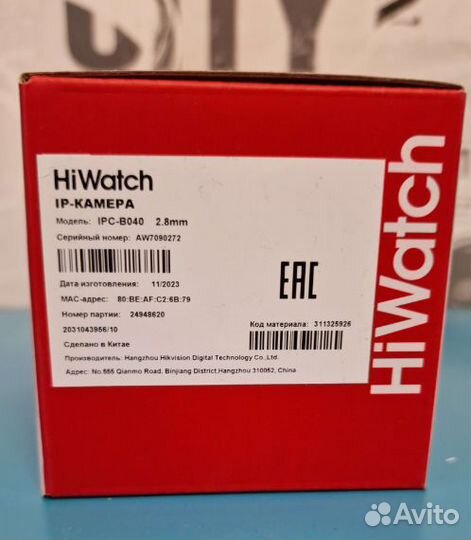 HiWatch
IP-КАМЕРА
Модель: IPC-B040 2.8mm
Серийный номер: AW7090272
Дата изготовления: 11/2023
MAC-адрес: 80:BE:AF:C2:6B:79
Номер партии: 24948620
2031043956/10
Код материала: 311325926
Сделано в Китае
Производитель: Hangzhou Hikvision Digital Technology Co.,Ltd.
Адрес: No.555 Qianmo Road, Binjiang District,Hangzhou 310052, China
EAC
HiWatch
Avito